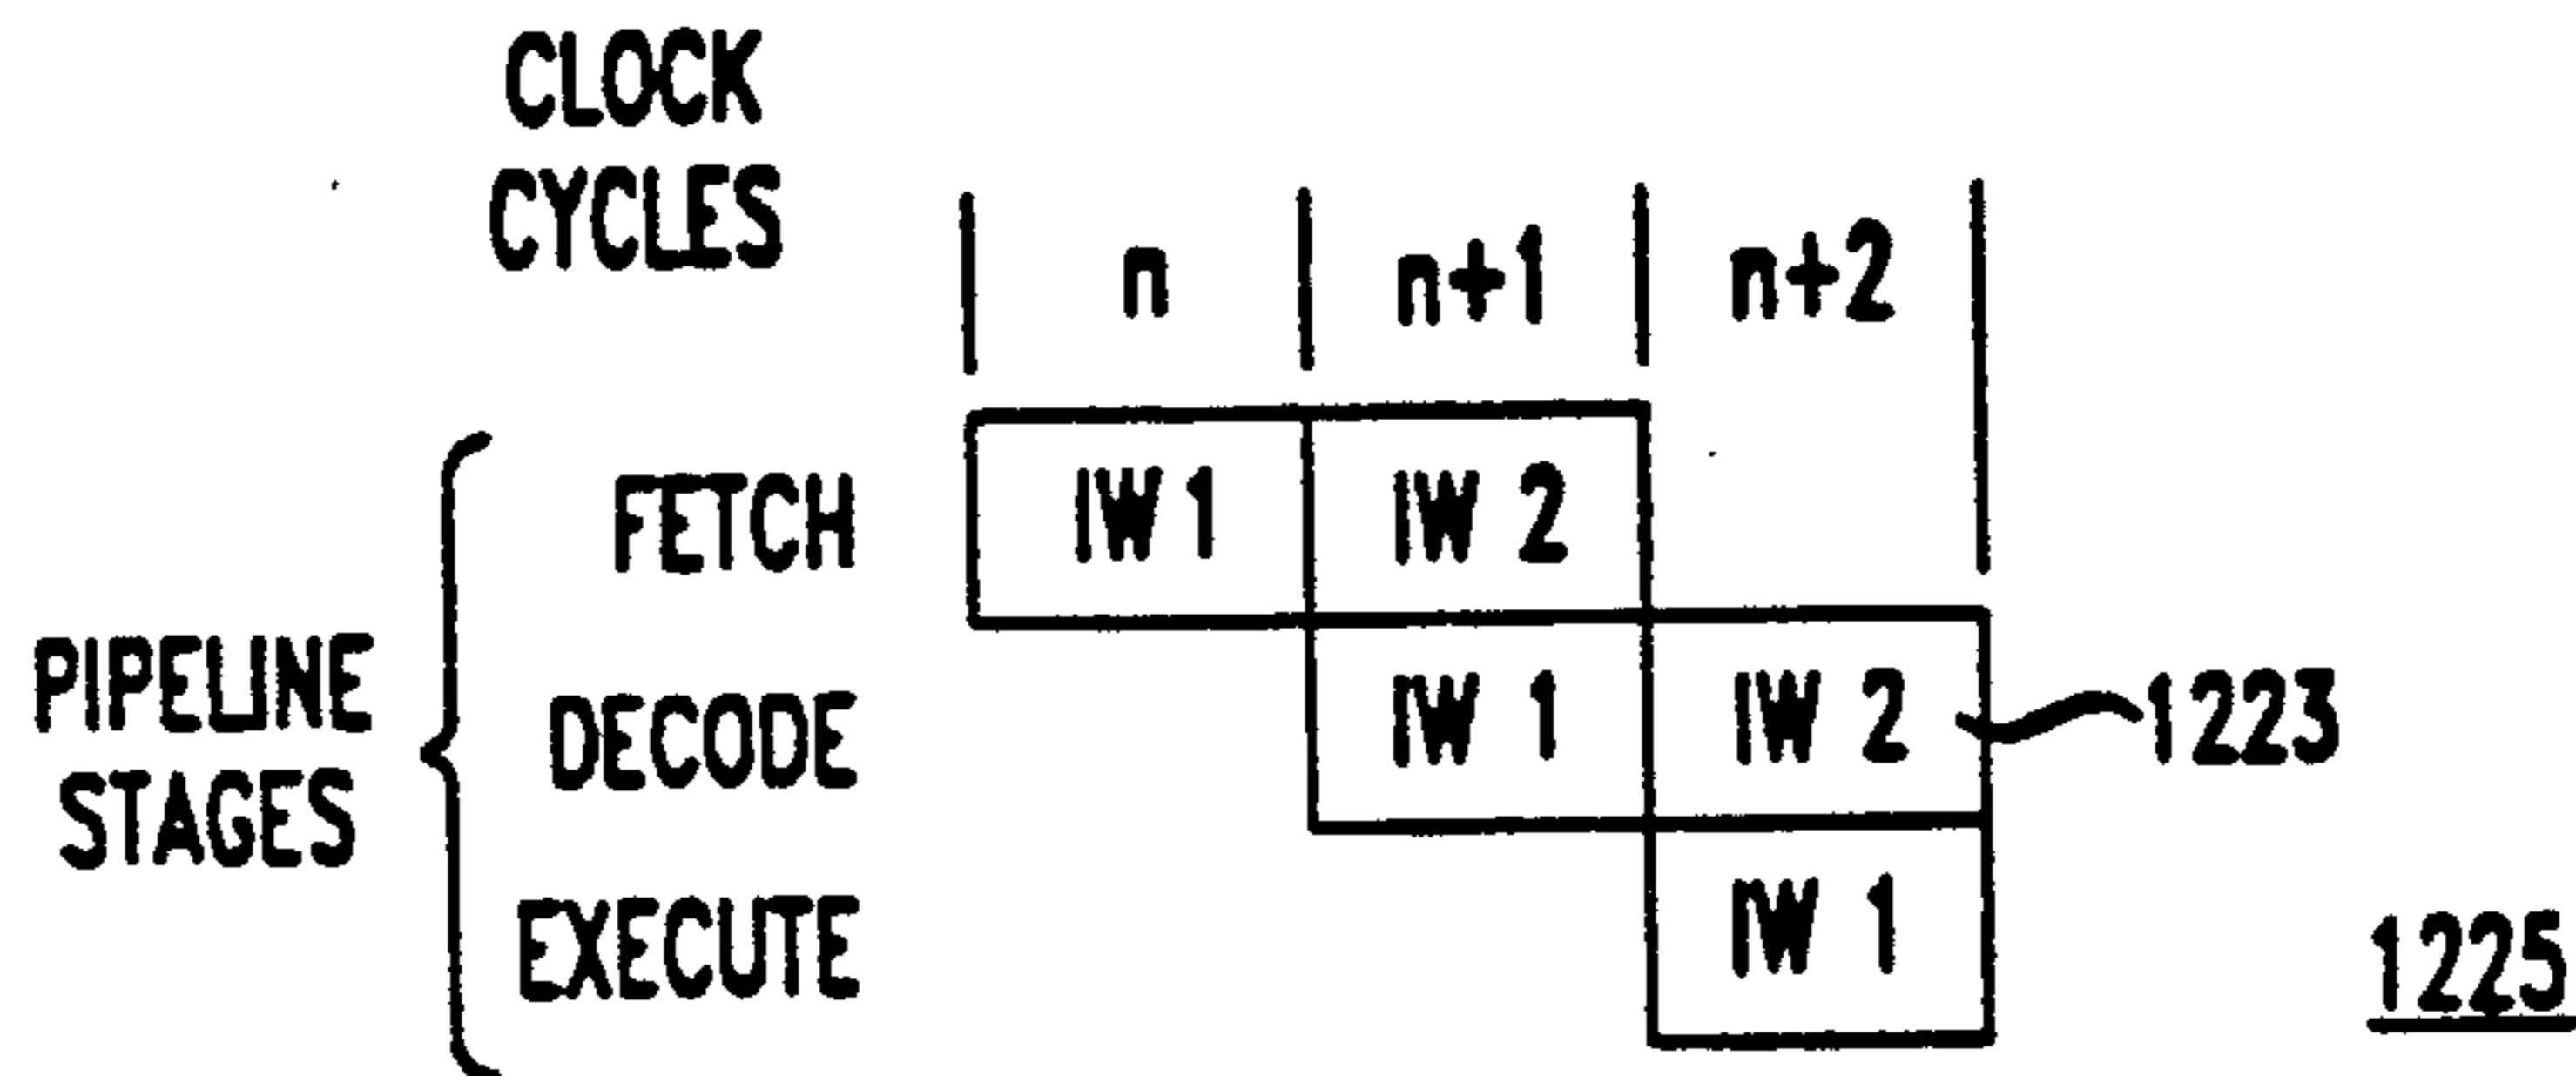 CLOCK
CYCLES
n n+1 n+2
FETCH IW 1 IW 2
PIPELINE
STAGES
DECODE IW 1 IW 2 1223
EXECUTE IW 1
1225